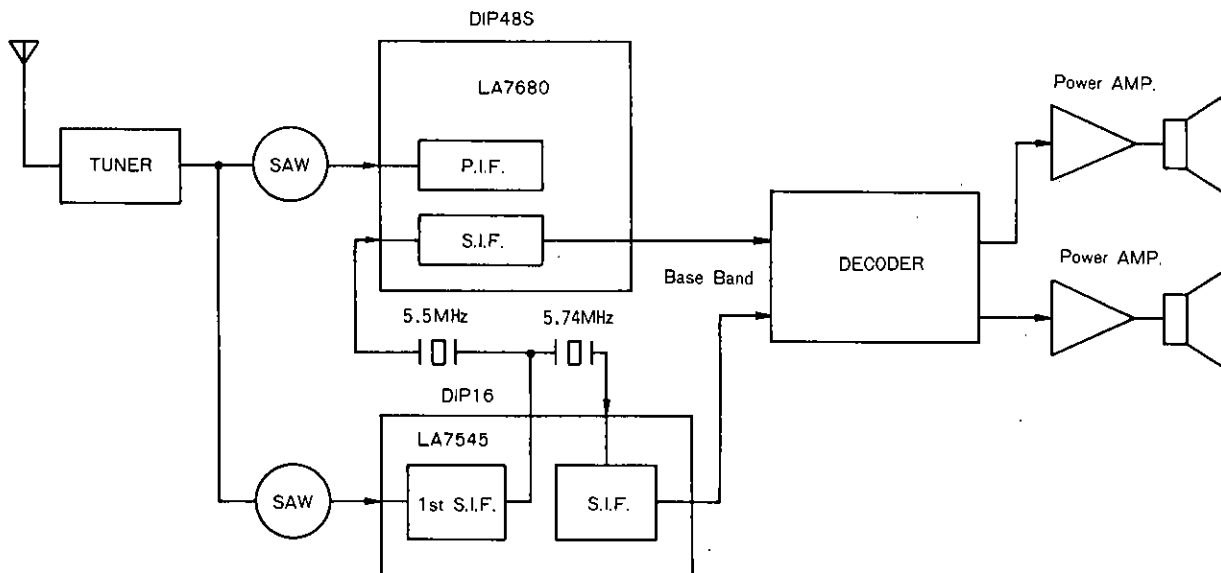 DIP48S
LA7680
Power AMP.
TUNER
SAW
P.I.F.
S.I.F.
DECODER
Base Band
Power AMP.
5.5MHz
5.74MHz
DIP16
LA7545
SAW
1st S.I.F.
S.I.F.